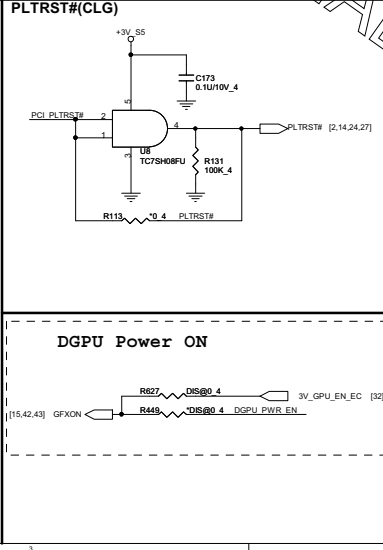 PLTRST#(CLG)
+3V_S5
C173
0.1U/10V_4
PCI_PLTRST#
2
1
5
4
3
U8
TC7SH08FU
R131
100K_4
PLTRST# [2,14,24,27]
R113 *0_4 PLTRST#
DGPU Power ON
R627 DIS@0_4
3V_GPU_EN_EC [32]
[15,42,43] GFXON
R449 *DIS@0_4 DGPU_PWR_EN
3